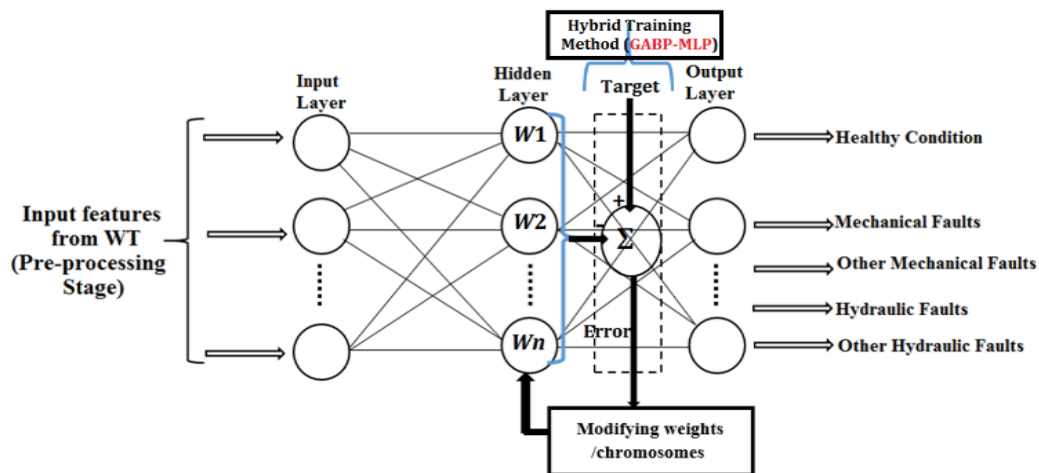 Hybrid Training
Method (GABP-MLP)
Input
Layer
Hidden
Layer
Target
Output
Layer
W1
Healthy Condition
+
Input features
from WT
(Pre-processing
Stage)
W2
-
Σ
Mechanical Faults
Other Mechanical Faults
Hydraulic Faults
Wn
Error
Other Hydraulic Faults
Modifying weights
/chromosomes